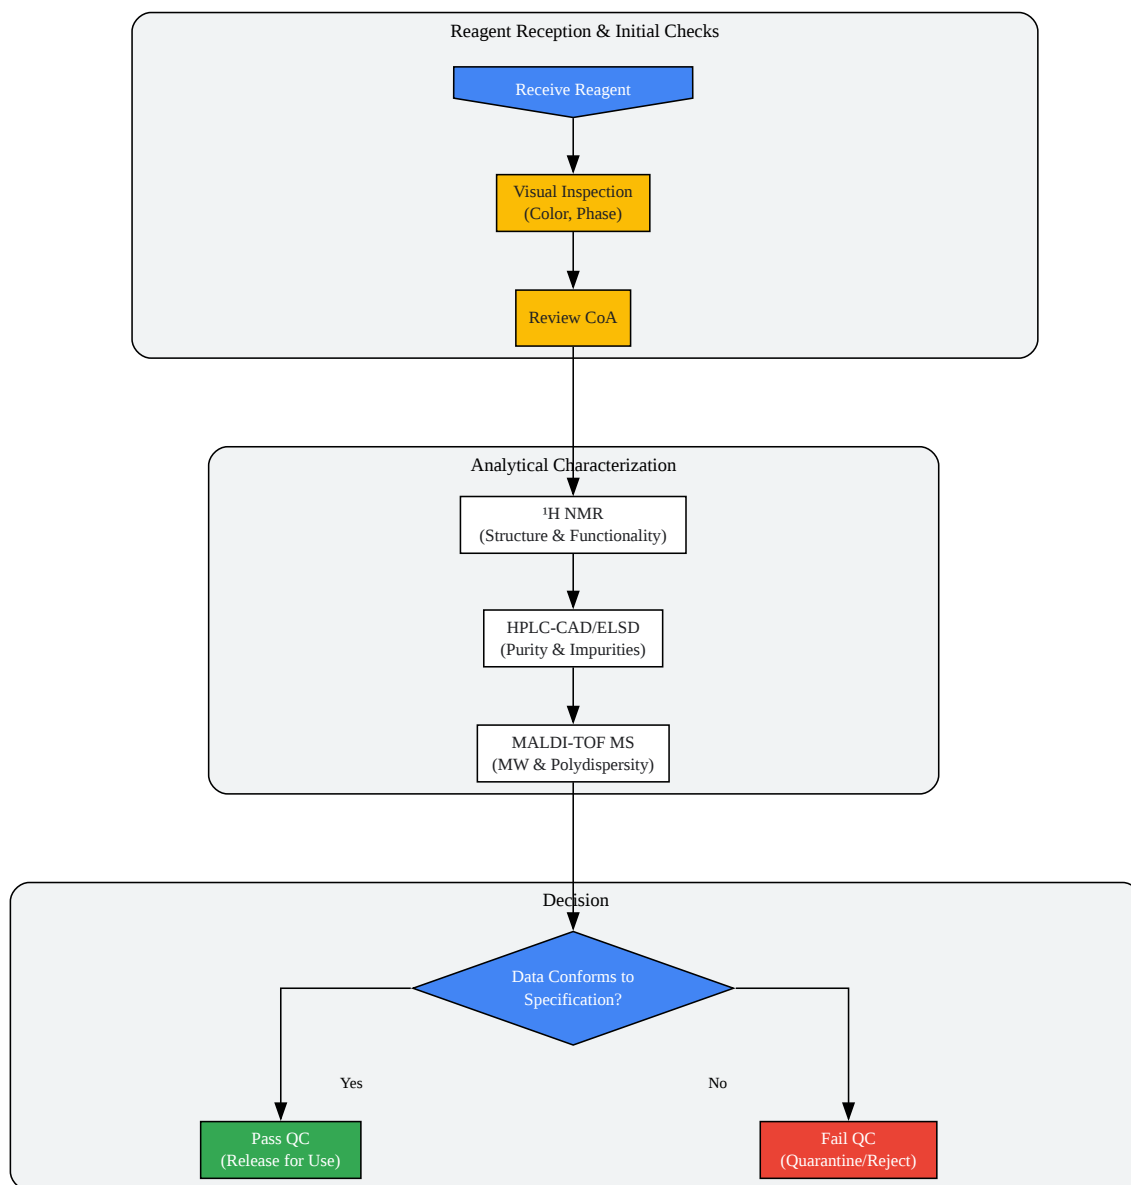 Reagent Reception & Initial Checks
Receive Reagent
Visual Inspection
(Color, Phase)
Review CoA
Analytical Characterization
¹H NMR
(Structure & Functionality)
HPLC-CAD/ELSD
(Purity & Impurities)
MALDI-TOF MS
(MW & Polydispersity)
Decision
Data Conforms to
Specification?
Yes
No
Pass QC
(Release for Use)
Fail QC
(Quarantine/Reject)